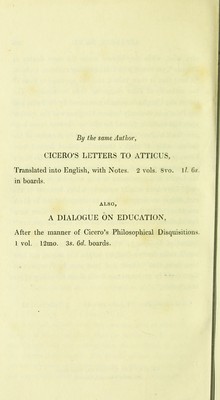 By the same Author,
CICERO'S LETTERS TO ATTICUS,
Translated into English, with Notes. 2 vols. 8vo. 1l. 6s.
in boards.
ALSO,
A DIALOGUE ON EDUCATION,
After the manner of Cicero's Philosophical Disquisitions.
1 vol. 12mo. 3s. 6d. boards.